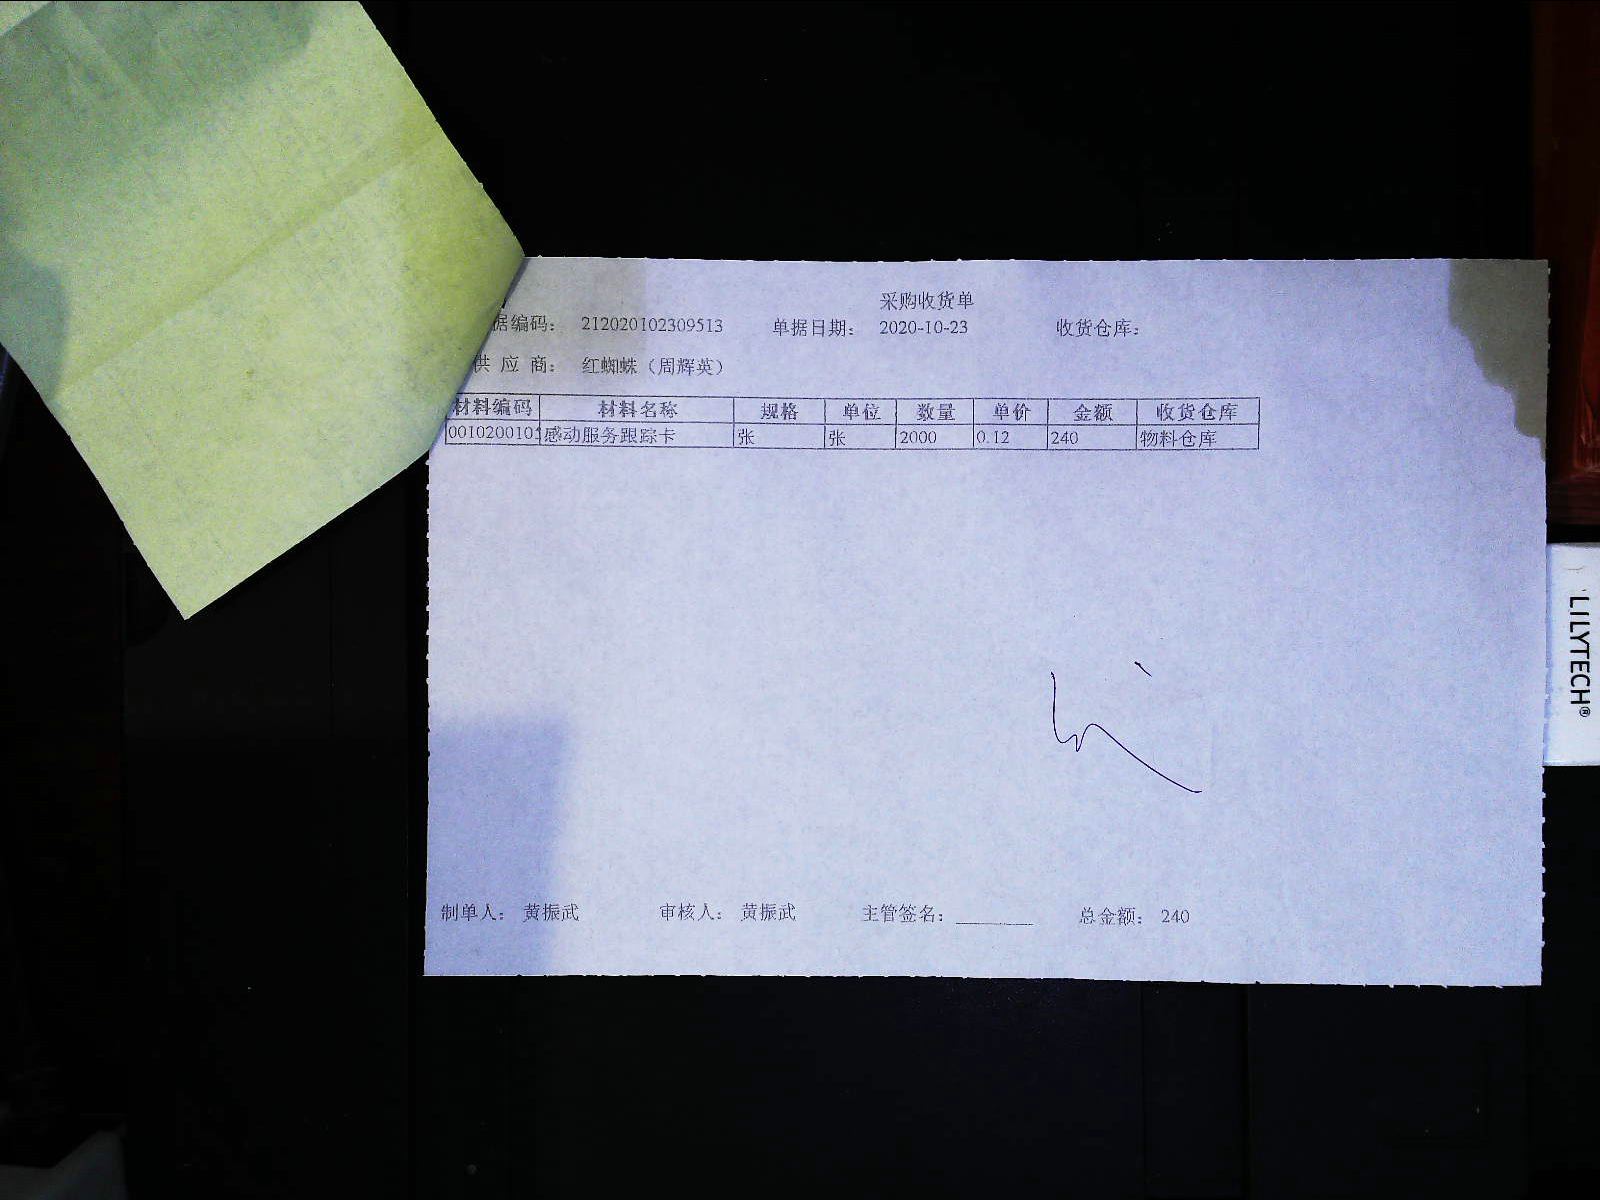 采购收货单
据编码： 212020102309513 单据日期： 2020-10-23 收货仓库：
供 应 商： 红蜘蛛（周辉英）
材料编码 材料名称 规格 单位 数量 单价 金额 收货仓库
0010200101 感动服务跟踪卡 张 张 2000 0.12 240 物料仓库
制单人： 黄振武 审核人： 黄振武 主管签名：________ 总金额： 240
LILYTECH®